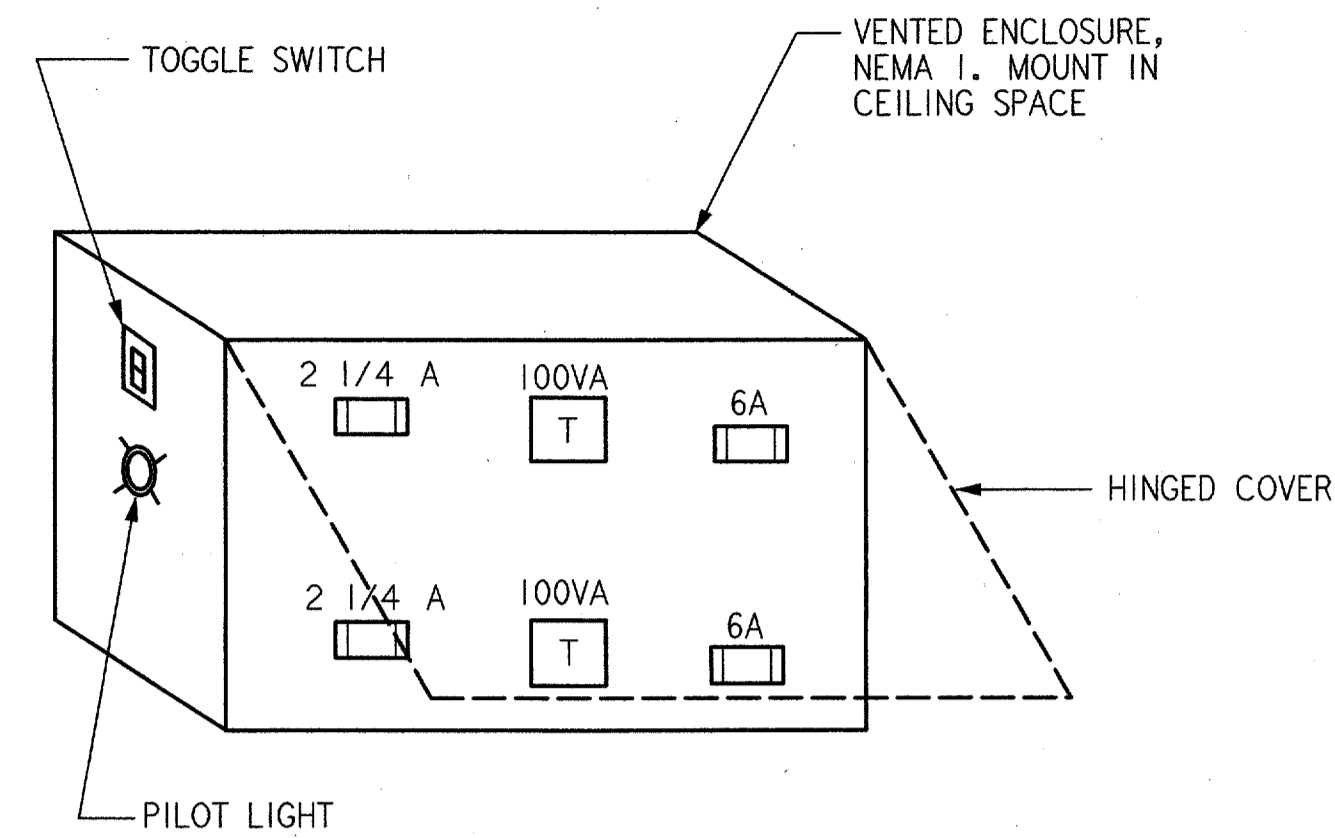 TOGGLE SWITCH
VENTED ENCLOSURE,
NEMA 1. MOUNT IN
CEILING SPACE
2 1/4 A
100VA
6A
T
HINGED COVER
2 1/4 A
100VA
6A
T
PILOT LIGHT